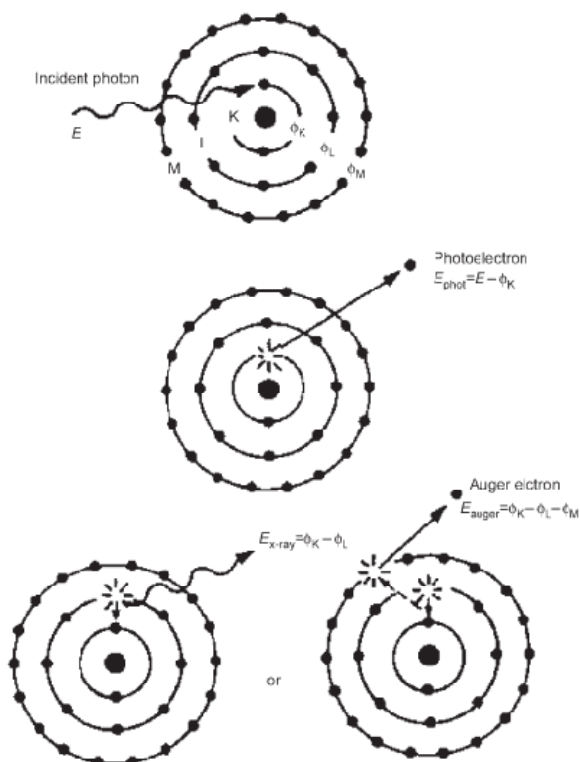 Incident photon
E
K
ϕK
I
ϕL
M
ϕM
Photoelectron
Ephot=E–ϕK
Auger elctron
Eauger=ϕK–ϕL–ϕM
Ex-ray=ϕK–ϕL
or